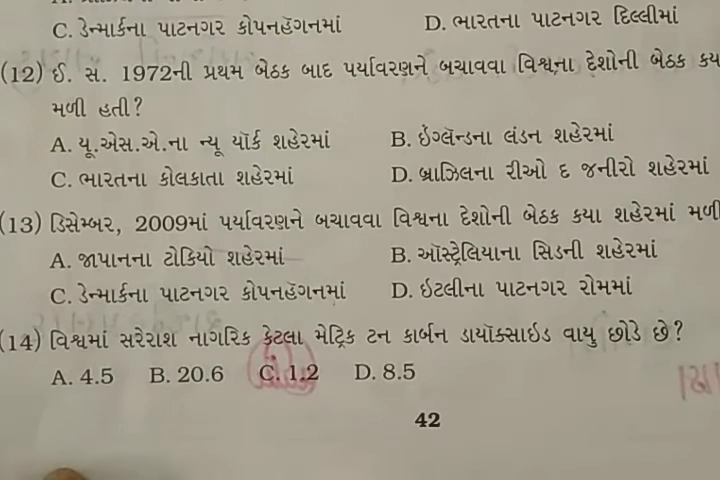 C. ડેન્માર્કના પાટનગર કોપનહૅગનમાં D. ભારતના પાટનગર દિલ્લીમાં
(12) ઈ. સ. 1972ની પ્રથમ બેઠક બાદ પર્યાવરણને બચાવવા વિશ્વના દેશોની બેઠક
મળી હતી?
A. યૂ.એસ.એ.ના ન્યૂ યૉર્ક શહેરમાં B. ઇંગ્લૅન્ડના લંડન શહેરમાં
C. ભારતના કોલકાતા શહેરમાં D. બ્રાઝિલના રીઓ દ જનીરો શહેરમાં
(13) ડિસેમ્બર, 2009માં પર્યાવરણને બચાવવા વિશ્વના દેશોની બેઠક કયા શહેરમાં મળી
A. જાપાનના ટોકિયો શહેરમાં B. ઑસ્ટ્રેલિયાના સિડની શહેરમાં
C. ડેન્માર્કના પાટનગર કોપનહૅગનમાં D. ઇટલીના પાટનગર રોમમાં
(14) વિશ્વમાં સરેરાશ નાગરિક કેટલા મેટ્રિક ટન કાર્બન ડાયૉક્સાઇડ વાયુ છોડે છે?
A. 4.5 B. 20.6 C. 1.2 D. 8.5
42